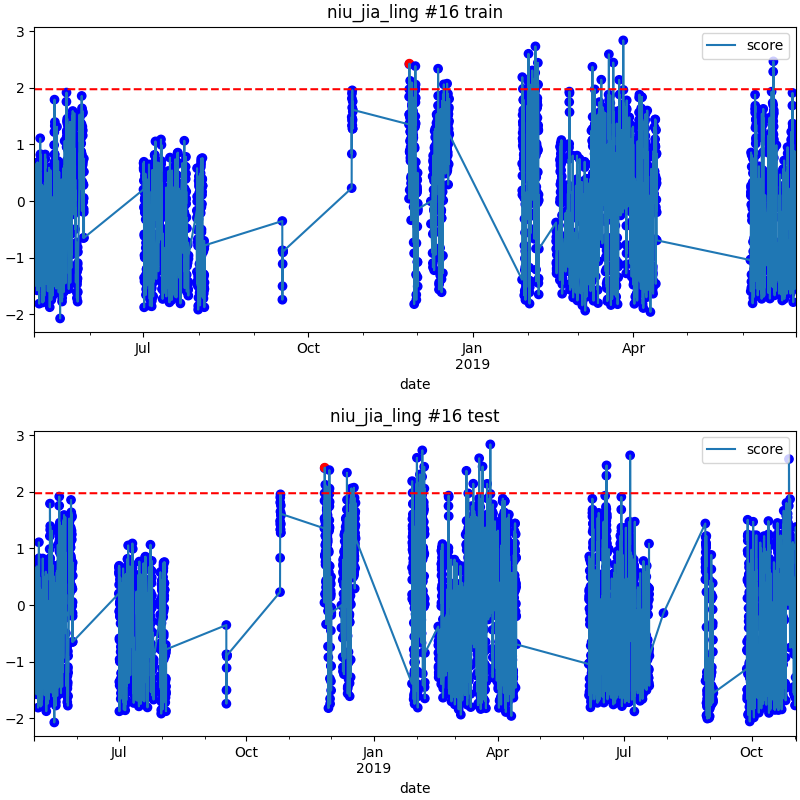 niu_jia_ling #16 train
score
3
2
1
0
−1
−2
Jul
Oct
Jan
2019
Apr
date
niu_jia_ling #16 test
score
3
2
1
0
−1
−2
Jul
Oct
Jan
2019
Apr
Jul
Oct
date